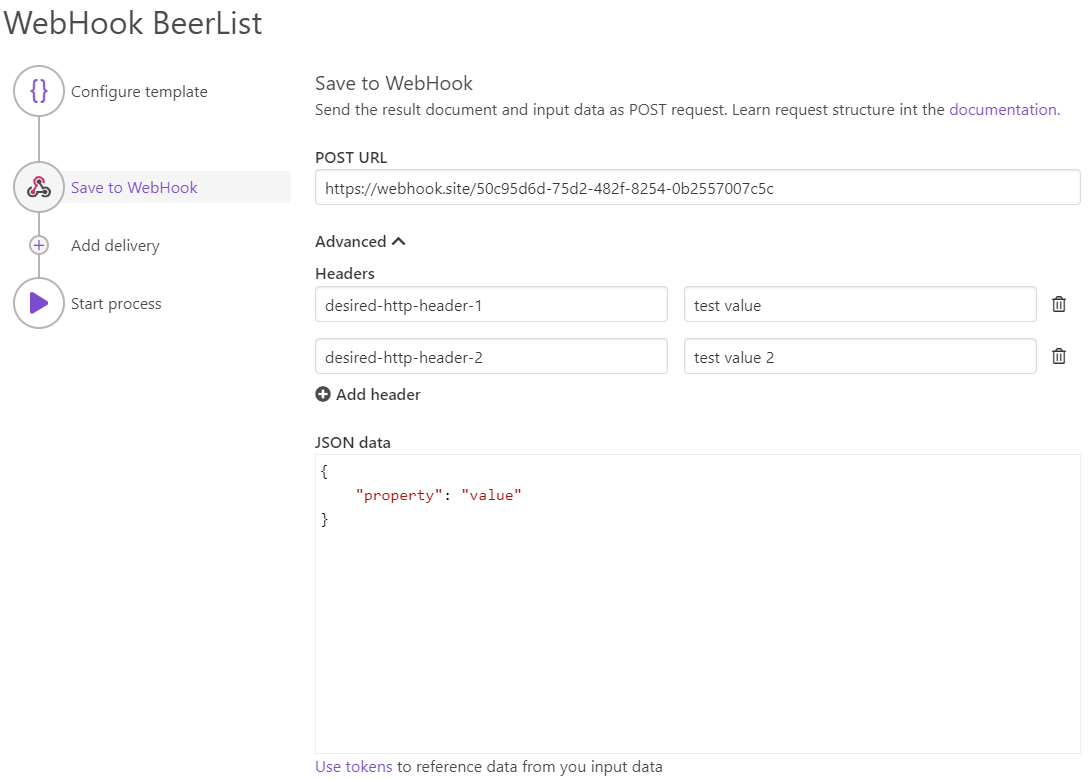 WebHook BeerList
{}
Configure template
Save to WebHook
Add delivery
Start process
Save to WebHook
Send the result document and input data as POST request. Learn request structure int the documentation.
POST URL
https://webhook.site/50c95d6d-75d2-482f-8254-0b2557007c5c
Advanced
Headers
desired-http-header-1 test value
desired-http-header-2 test value 2
Add header
JSON data
{
"property": "value"
}
Use tokens to reference data from you input data